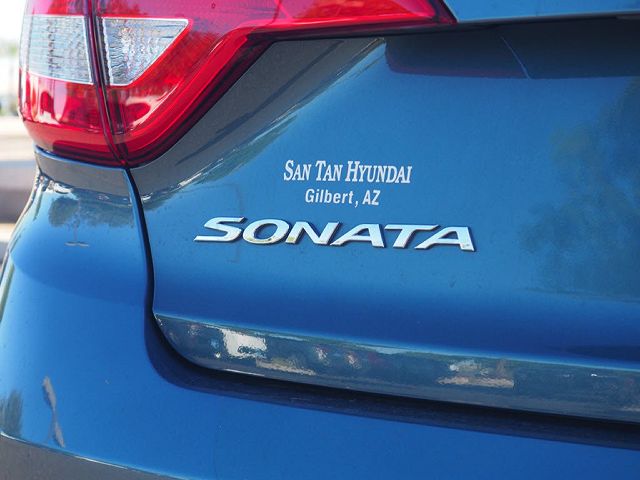 San Tan Hyundai
Gilbert, AZ
SONATA